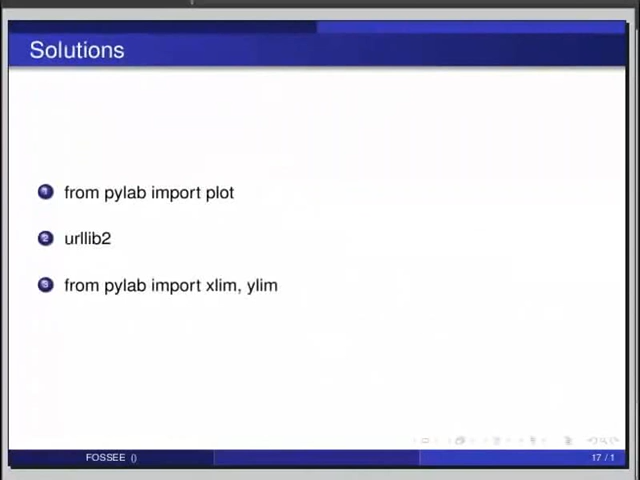 Solutions
1 from pylab import plot
2 urllib2
3 from pylab import xlim, ylim
FOSSEE ()
17 / 1